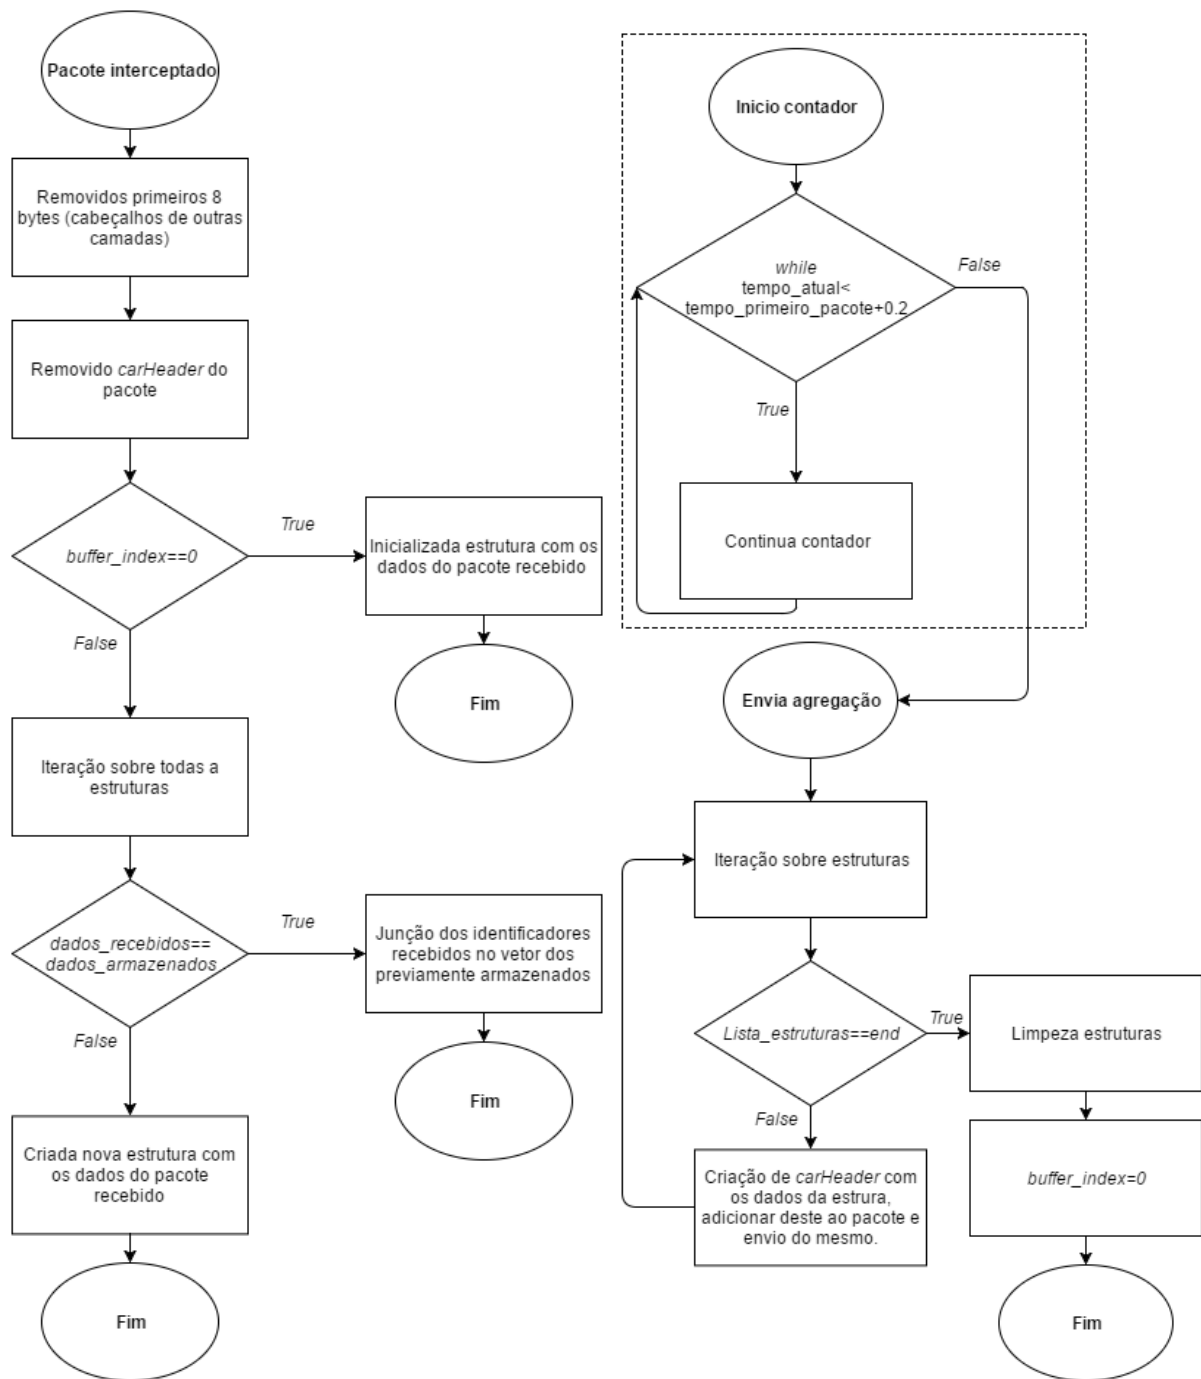 Pacote interceptado
Removidos primeiros 8
bytes (cabeçalhos de outras
camadas)
Removido carHeader do
pacote
buffer_index==0
True
Inicializada estrutura com os
dados do pacote recebido
Fim
False
Iteração sobre todas a
estruturas
dados_recebidos==
dados_armazenados
True
Junção dos identificadores
recebidos no vetor dos
previamente armazenados
Fim
False
Criada nova estrutura com
os dados do pacote
recebido
Fim
Inicio contador
while
tempo_atual<
tempo_primeiro_pacote+0.2
False
True
Continua contador
Envia agregação
Iteração sobre estruturas
Lista_estruturas==end
True
Limpeza estruturas
buffer_index=0
Fim
False
Criação de carHeader com
os dados da estrura,
adicionar deste ao pacote e
envio do mesmo.